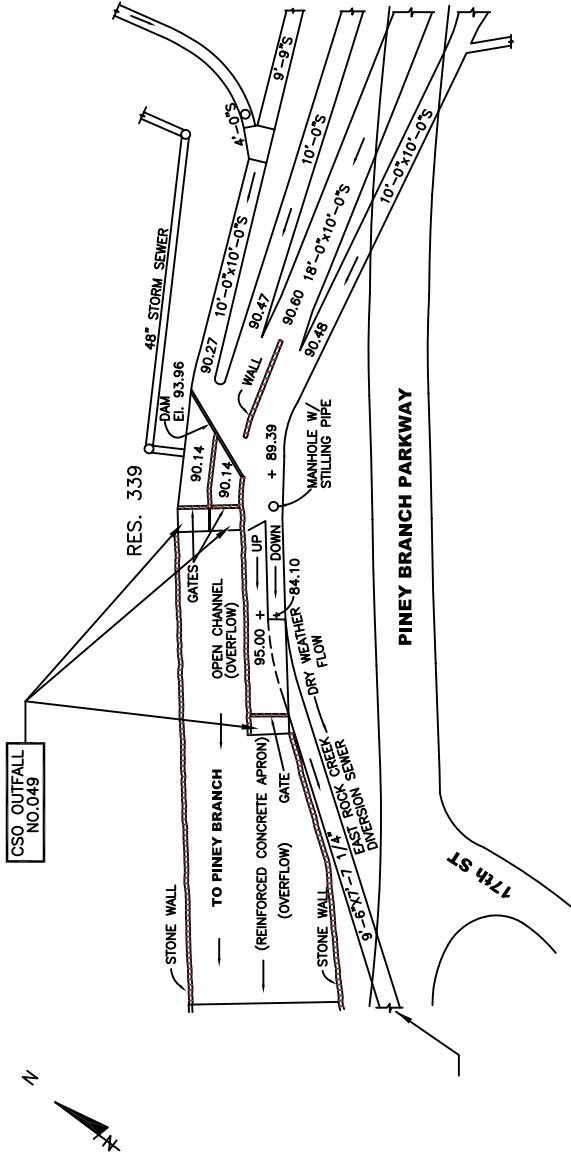 9'-9"S
4'-0"S
10'-0"S
10'-0"x10'-0"S
18'-0"x10'-0"S
10'-0"x10'-0"S
48" STORM SEWER
DAM
El. 93.96
90.27
90.47
90.60
90.48
WALL
RES. 339
90.14
90.14
+ 89.39
MANHOLE W/
STILLING PIPE
GATES
UP
DOWN
OPEN CHANNEL
(OVERFLOW)
95.00 +
+ 84.10
DRY WEATHER
FLOW
PINEY BRANCH PARKWAY
CSO OUTFALL
NO.049
TO PINEY BRANCH
(REINFORCED CONCRETE APRON)
(OVERFLOW)
GATE
EAST ROCK CREEK
DIVERSION SEWER
9'-6"X7'-7 1/4"
STONE WALL
STONE WALL
17th ST
N
N